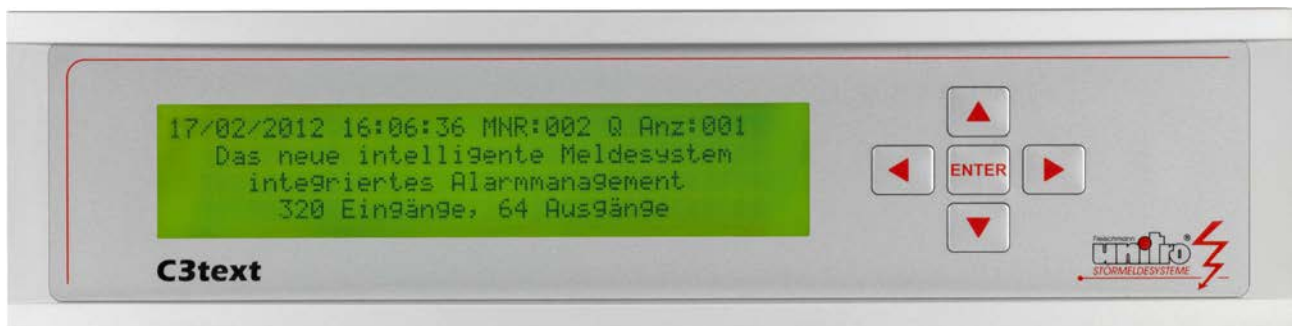 17/02/2012 16:06:36 MNR:002 Q Anz:001
Das neue intelligente Meldesystem
integriertes Alarmmanagement
320 Eingänge, 64 Ausgänge
ENTER
C3text
Fleischmann
unitro®
STÖRMELDESYSTEME